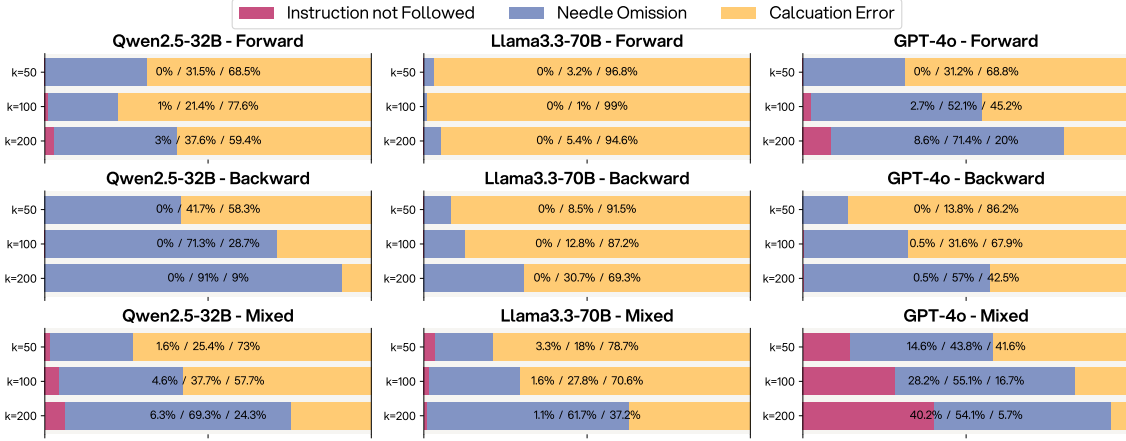 Instruction not Followed Needle Omission Calcuation Error
Qwen2.5-32B - Forward
k=50 0% / 31.5% / 68.5%
k=100 1% / 21.4% / 77.6%
k=200 3% / 37.6% / 59.4%
Llama3.3-70B - Forward
0% / 3.2% / 96.8%
k=50
0% / 1% / 99%
k=100
0% / 5.4% / 94.6%
k=200
GPT-4o - Forward
k=50 0% / 31.2% / 68.8%
k=100 2.7% / 52.1% / 45.2%
k=200 8.6% / 71.4% / 20%
Qwen2.5-32B - Backward
k=50 0% / 41.7% / 58.3%
k=100 0% / 71.3% / 28.7%
k=200 0% / 91% / 9%
Llama3.3-70B - Backward
k=50 0% / 8.5% / 91.5%
k=100 0% / 12.8% / 87.2%
k=200 0% / 30.7% / 69.3%
GPT-4o - Backward
k=50 0% / 13.8% / 86.2%
k=100 0.5% / 31.6% / 67.9%
k=200 0.5% / 57% / 42.5%
Qwen2.5-32B - Mixed
k=50 1.6% / 25.4% / 73%
k=100 4.6% / 37.7% / 57.7%
k=200 6.3% / 69.3% / 24.3%
Llama3.3-70B - Mixed
k=50 3.3% / 18% / 78.7%
k=100 1.6% / 27.8% / 70.6%
k=200 1.1% / 61.7% / 37.2%
GPT-4o - Mixed
k=50 14.6% / 43.8% / 41.6%
k=100 28.2% / 55.1% / 16.7%
k=200 40.2% / 54.1% / 5.7%